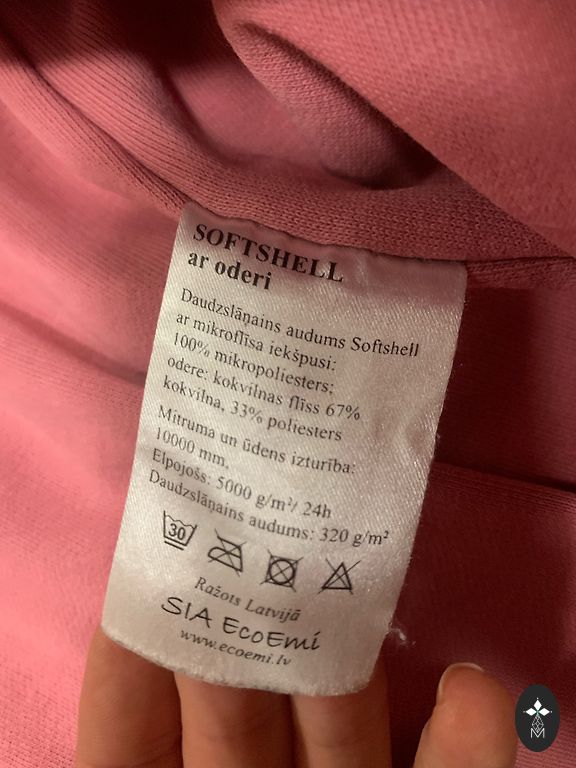 SOFTSHELL
ar oderi
Daudzslāņains audums Softshell
ar mikroflīsa iekšpusi:
100% mikropoliesters;
odere: kokvilnas flīss 67%
kokvilna, 33% poliesters
Mitruma un ūdens izturība:
10000 mm,
Elpojošs: 5000 g/m²/ 24h
Daudzslāņains audums: 320 g/m²
30
Ražots Latvijā
SIA EcoEmi
www.ecoemi.lv
M